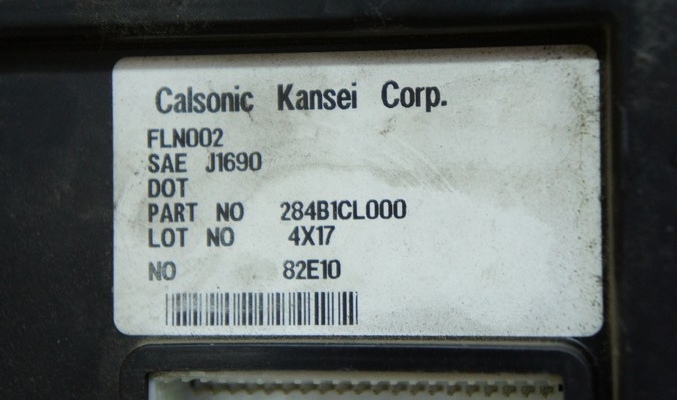 Calsonic Kansei Corp.
FLN002
SAE J1690
DOT
PART NO 284B1CL000
LOT NO 4X17
NO 82E10